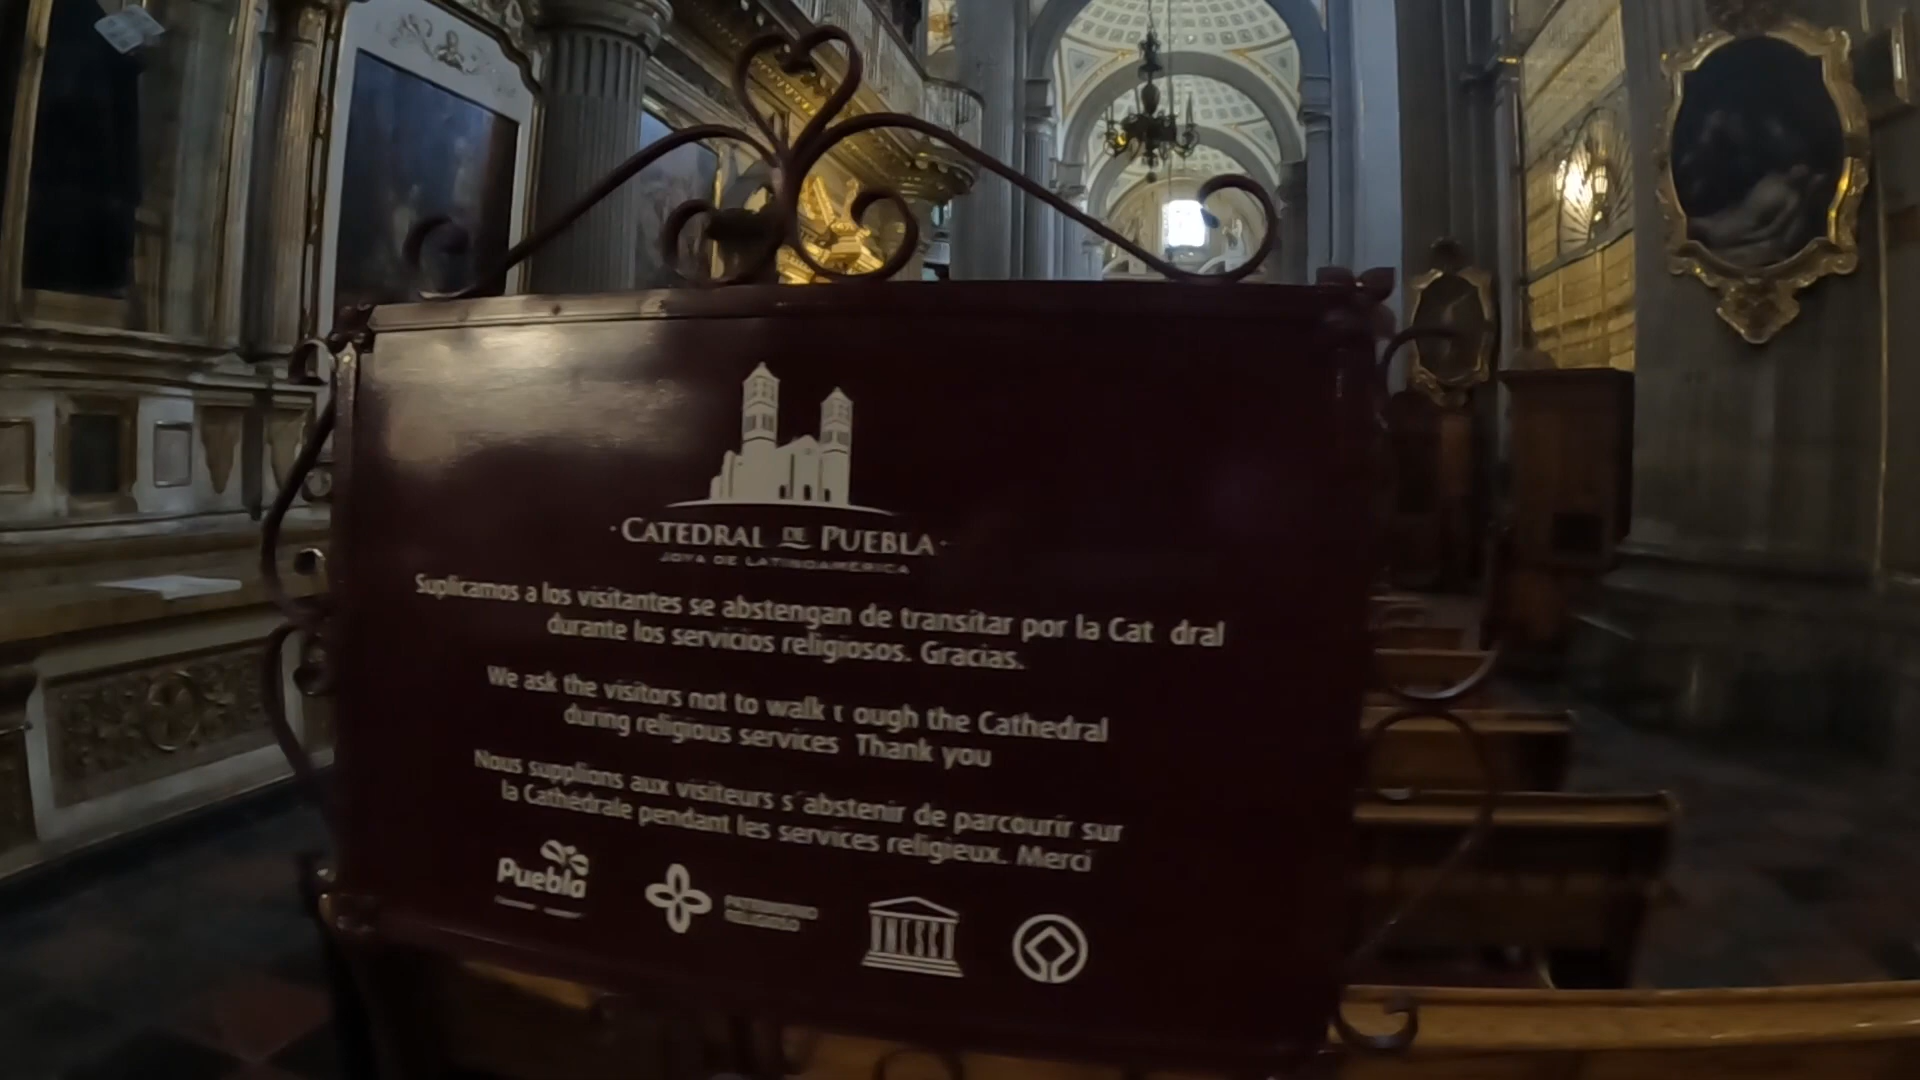 CATEDRAL DE PUEBLA
JOYA DE LATINOAMERICA
Suplicamos a los visitantes se abstengan de transitar por la Cat dral
durante los servicios religiosos. Gracias.
We ask the visitors not to walk t ough the Cathedral
during religious services Thank you
Nous supplions aux visiteurs s´abstenir de parcourir sur
la Cathédrale pendant les services religieux. Merci
Puebla
PATRIMONIO
RELIGIOSO
UNESCO